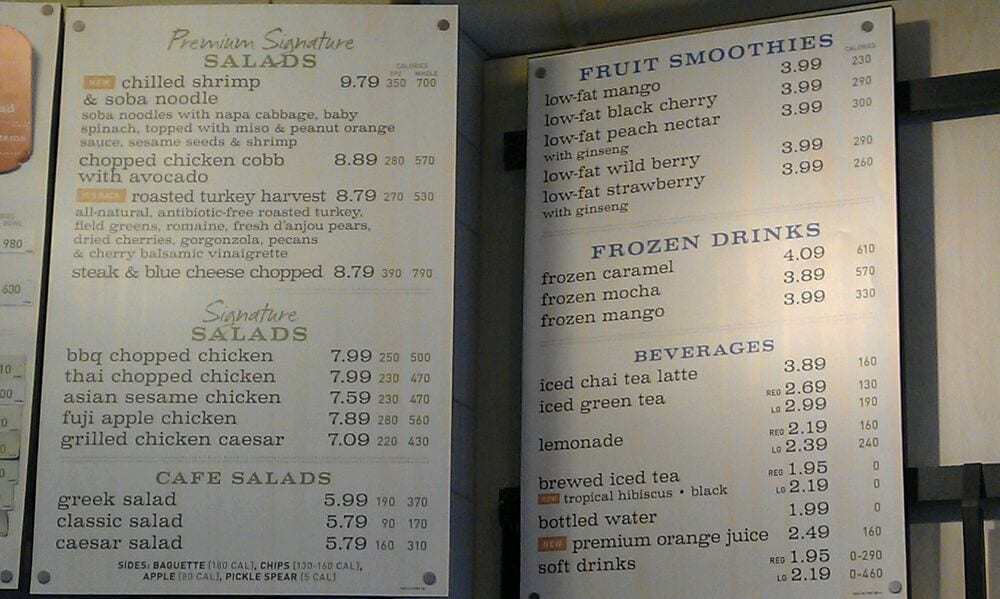 ad
items
BOWL
980
630
10
00
0
0
Premium Signature
SALADS
CALORIES
YP2 WHOLE
NEW chilled shrimp 9.79 350 700
& soba noodle
soba noodles with napa cabbage, baby
spinach, topped with miso & peanut orange
sauce, sesame seeds & shrimp
chopped chicken cobb 8.89 280 570
with avocado
IT'S BACK roasted turkey harvest 8.79 270 530
all-natural, antibiotic-free roasted turkey,
field greens, romaine, fresh d'anjou pears,
dried cherries, gorgonzola, pecans
& cherry balsamic vinaigrette
steak & blue cheese chopped 8.79 390 790
Signature
SALADS
bbq chopped chicken 7.99 250 500
thai chopped chicken 7.99 230 470
asian sesame chicken 7.59 230 470
fuji apple chicken 7.89 280 560
grilled chicken caesar 7.09 220 430
CAFE SALADS
greek salad 5.99 190 370
classic salad 5.79 90 170
caesar salad 5.79 160 310
SIDES: BAGUETTE (180 CAL), CHIPS (130-160 CAL),
APPLE (80 CAL), PICKLE SPEAR (5 CAL)
FRUIT SMOOTHIES
CALORIES
low-fat mango 3.99 230
low-fat black cherry 3.99 290
low-fat peach nectar 3.99 300
with ginseng
low-fat wild berry 3.99 290
low-fat strawberry 3.99 260
with ginseng
FROZEN DRINKS
frozen caramel 4.09 610
frozen mocha 3.89 570
frozen mango 3.99 330
BEVERAGES
iced chai tea latte 3.89 160
iced green tea REG 2.69 130
LG 2.99 190
lemonade REG 2.19 160
LG 2.39 240
brewed iced tea REG 1.95 0
NEW tropical hibiscus • black LG 2.19 0
bottled water 1.99 0
NEW premium orange juice 2.49 160
soft drinks REG 1.95 0-290
LG 2.19 0-460